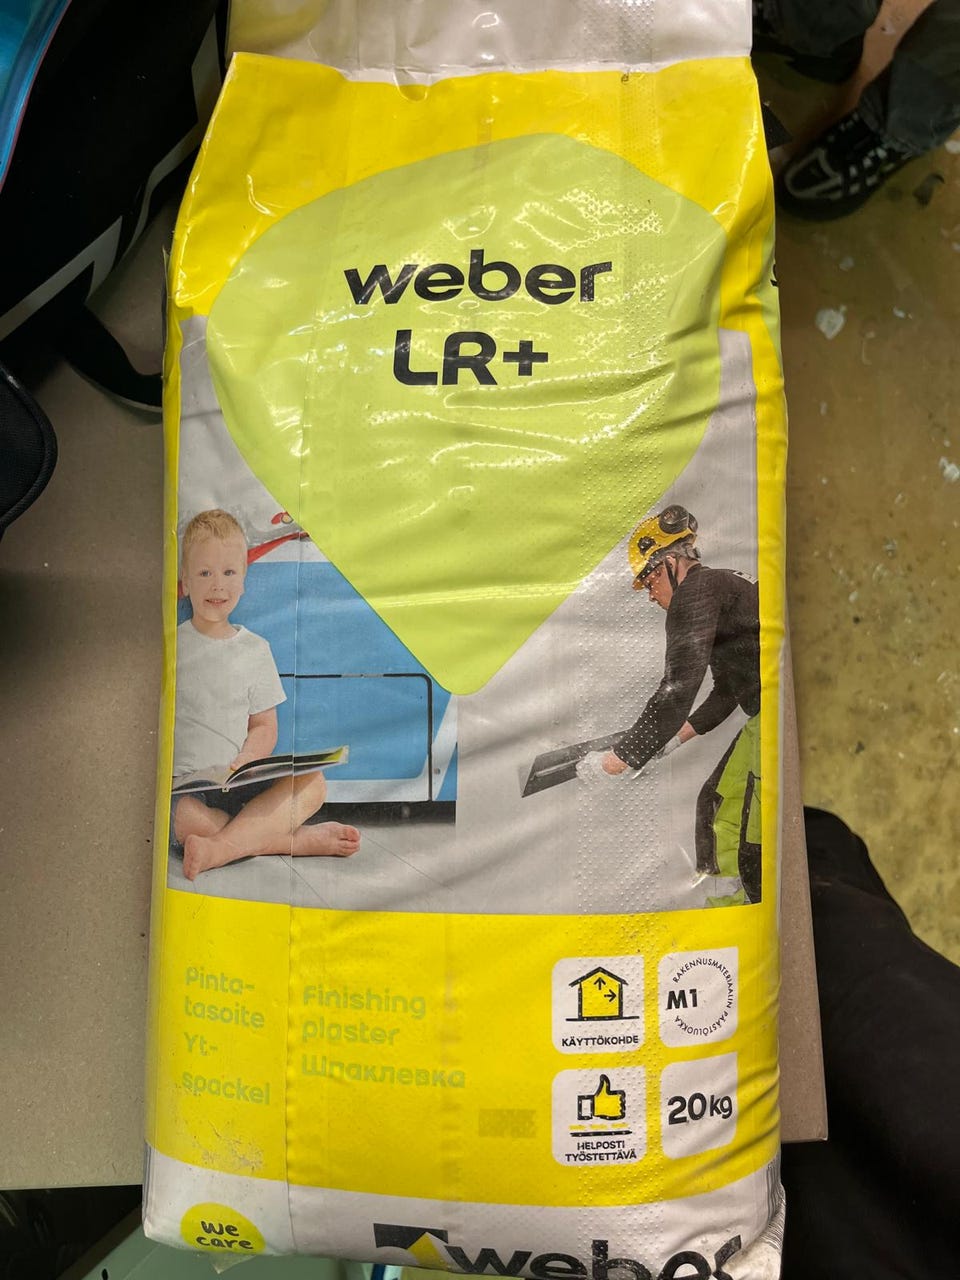 weber
LR+
Pinta-
tasoite
Yt-
spackel
Finishing
plaster
Шпаклевка
KÄYTTÖKOHDE
RAKENNUSMATERIAALIN PÄÄSTÖLUOKKA
M1
HELPOSTI
TYÖSTETTÄVÄ
20kg
we
care
weber